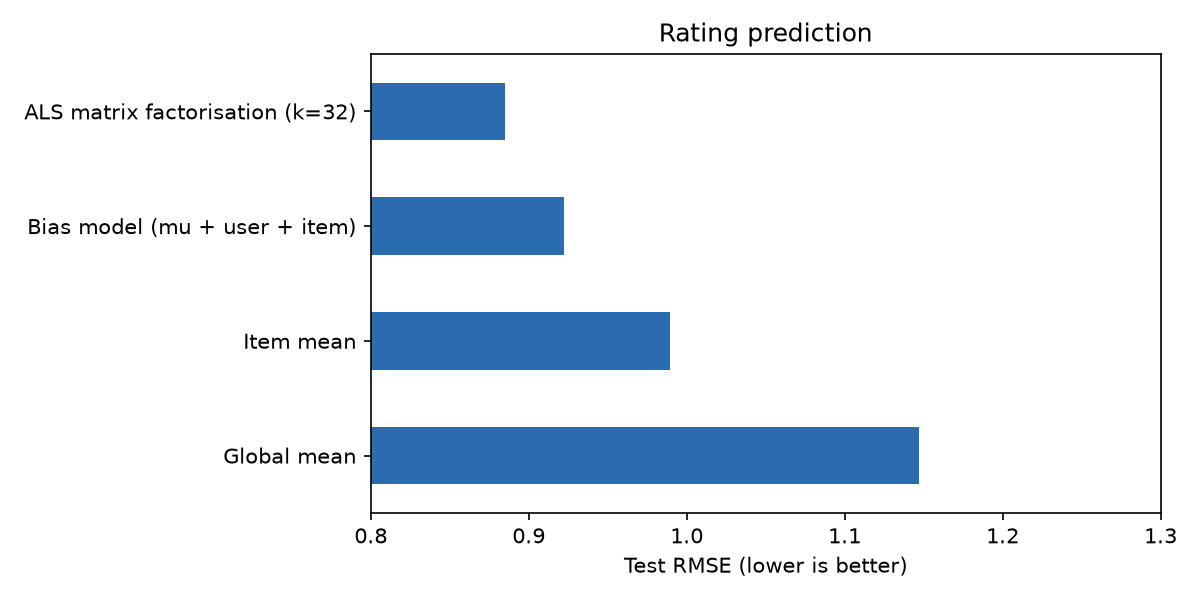 Rating prediction
ALS matrix factorisation (k=32)
Bias model (mu + user + item)
Item mean
Global mean
0.8 0.9 1.0 1.1 1.2 1.3
Test RMSE (lower is better)